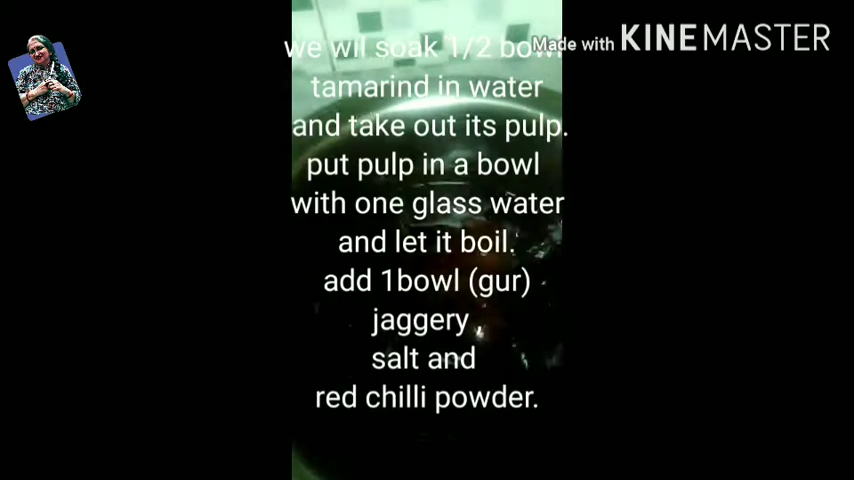 we wil soak 1/2 bowl
Made with KINEMASTER
tamarind in water
and take out its pulp.
put pulp in a bowl
with one glass water
and let it boil.
add 1bowl (gur)
jaggery ,
salt and
red chilli powder.